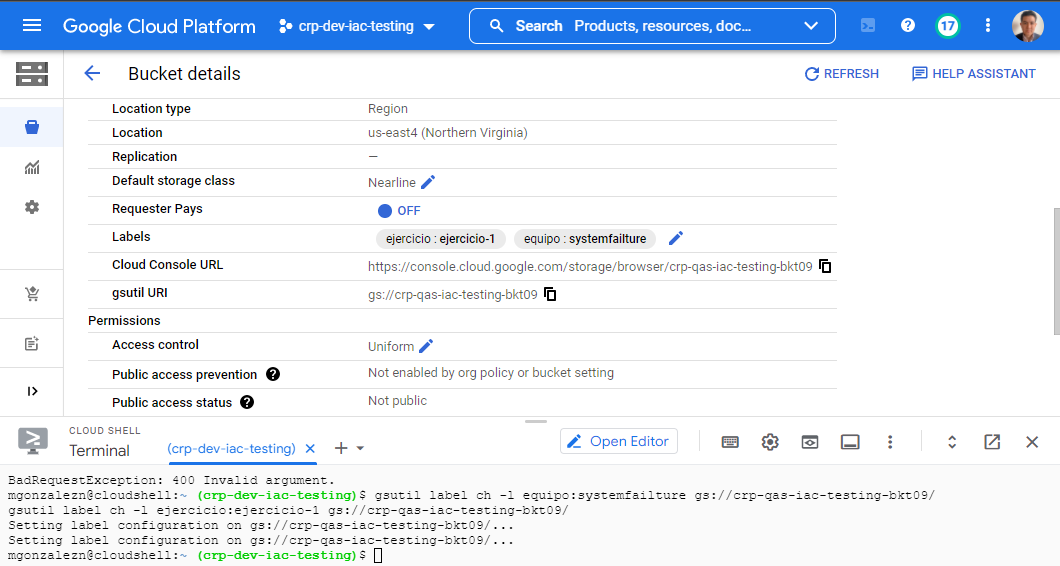 Google Cloud Platform
crp-dev-iac-testing
Search Products, resources, doc...
17
Bucket details
REFRESH
HELP ASSISTANT
Location type Region
Location us-east4 (Northern Virginia)
Replication —
Default storage class Nearline
Requester Pays OFF
Labels ejercicio : ejercicio-1 equipo : systemfailture
Cloud Console URL https://console.cloud.google.com/storage/browser/crp-qas-iac-testing-bkt09
gsutil URI gs://crp-qas-iac-testing-bkt09
Permissions
Access control Uniform
Public access prevention Not enabled by org policy or bucket setting
Public access status Not public
CLOUD SHELL
Terminal
(crp-dev-iac-testing)
Open Editor
BadRequestException: 400 Invalid argument.
mgonzalezn@cloudshell:~ (crp-dev-iac-testing)$ gsutil label ch -l equipo:systemfailture gs://crp-qas-iac-testing-bkt09/
gsutil label ch -l ejercicio:ejercicio-1 gs://crp-qas-iac-testing-bkt09/
Setting label configuration on gs://crp-qas-iac-testing-bkt09/...
Setting label configuration on gs://crp-qas-iac-testing-bkt09/...
mgonzalezn@cloudshell:~ (crp-dev-iac-testing)$